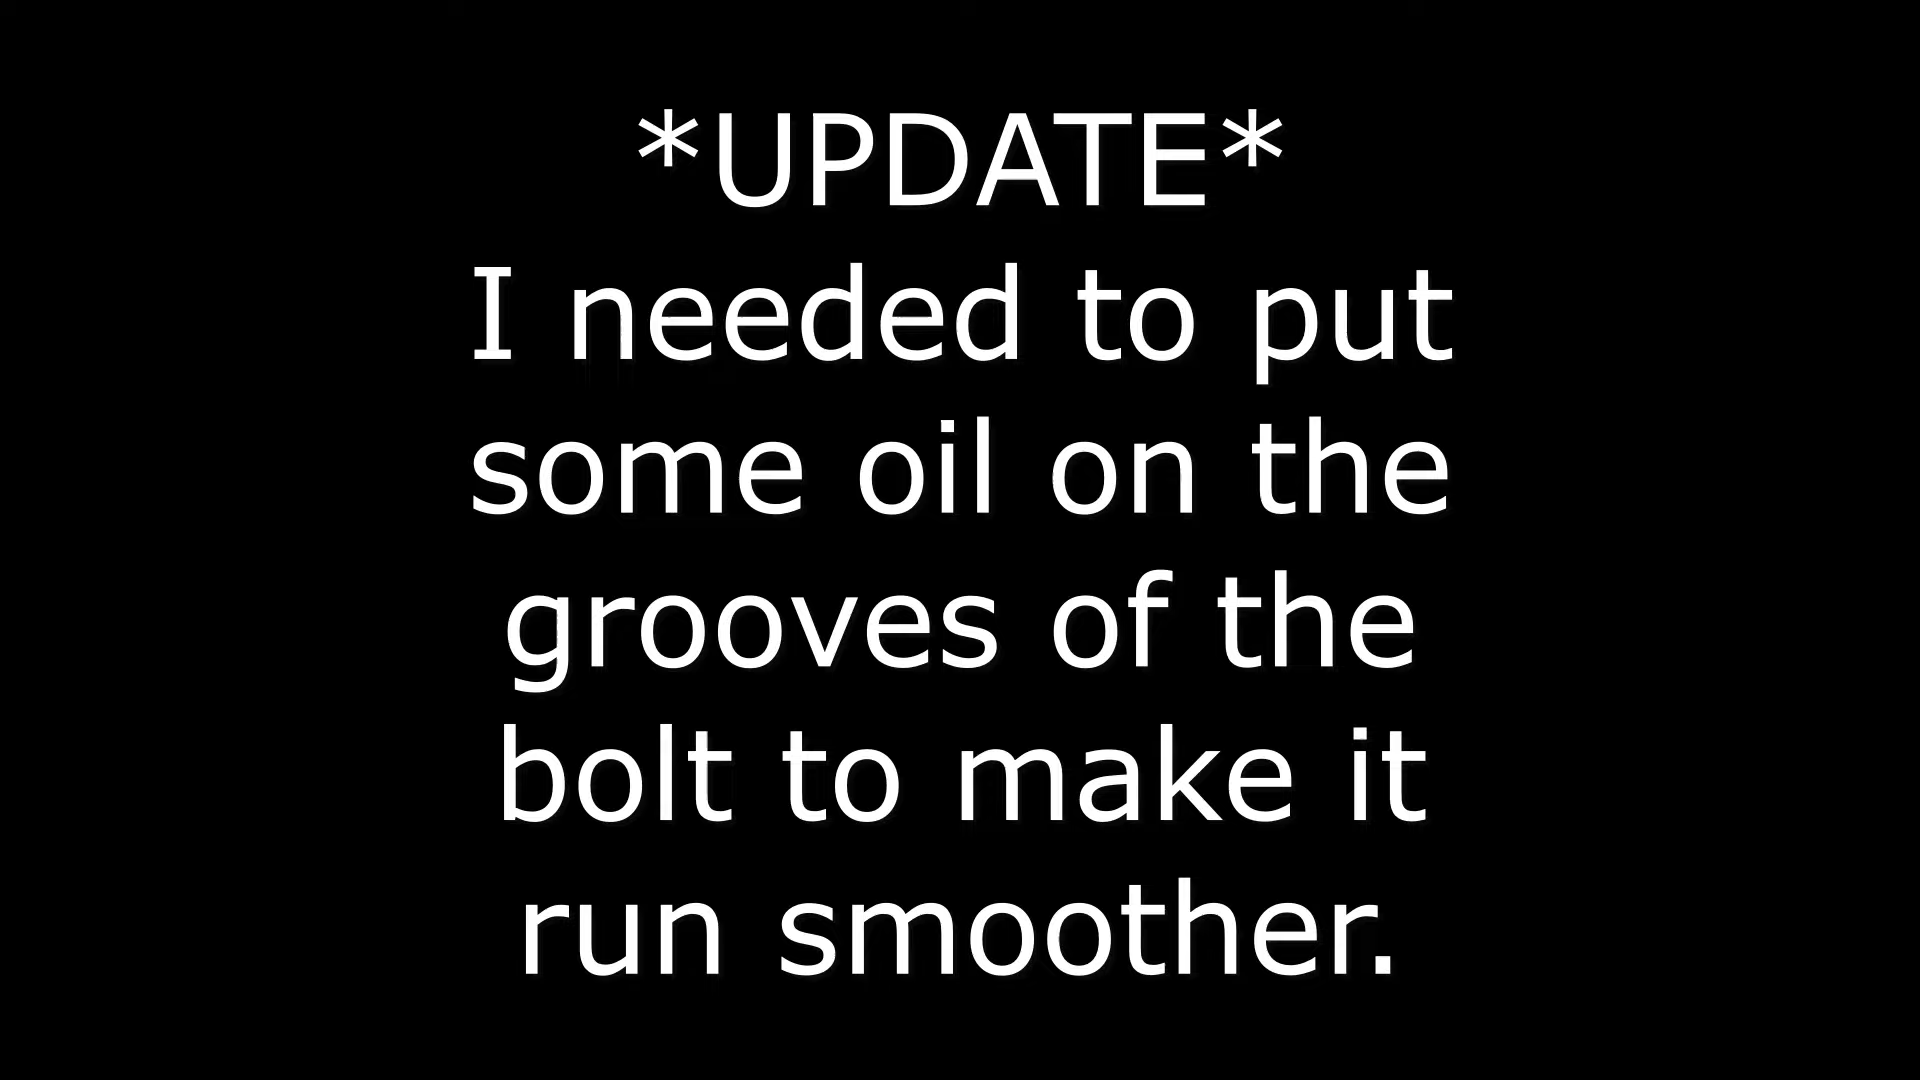 *UPDATE*
I needed to put
some oil on the
grooves of the
bolt to make it
run smoother.